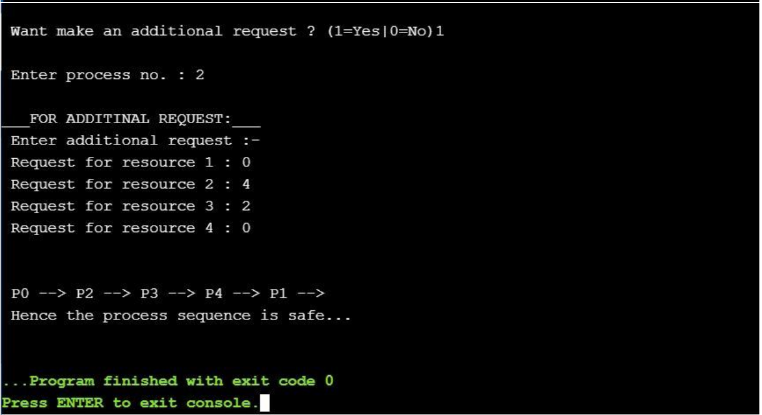 Want make an additional request ? (1=Yes|0=No)1
Enter process no. : 2
___FOR ADDITINAL REQUEST:___
Enter additional request :-
Request for resource 1 : 0
Request for resource 2 : 4
Request for resource 3 : 2
Request for resource 4 : 0
P0 --> P2 --> P3 --> P4 --> P1 -->
Hence the process sequence is safe...
...Program finished with exit code 0
Press ENTER to exit console.